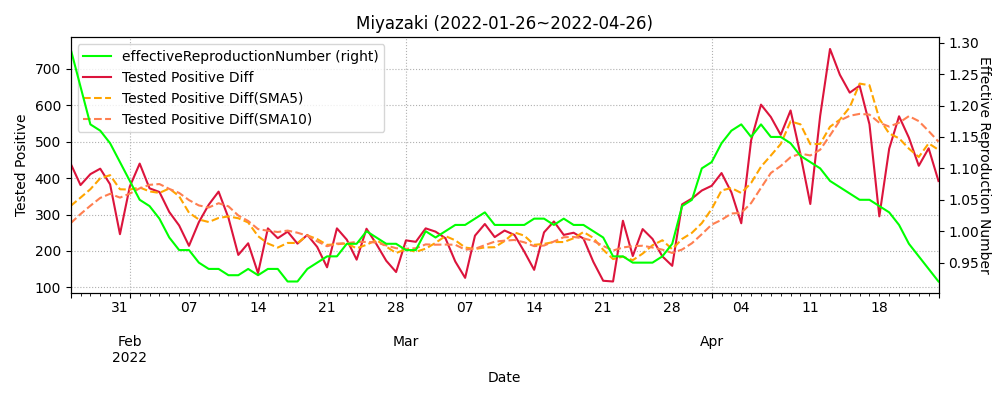 Miyazaki (2022-01-26~2022-04-26)
effectiveReproductionNumber (right)
Tested Positive Diff
Tested Positive Diff(SMA5)
Tested Positive Diff(SMA10)
Tested Positive
700
600
500
400
300
200
100
1.30
1.25
1.20
1.15
1.10
1.05
1.00
0.95
Effective Reproduction Number
31 07 14 21 28 07 14 21 28 04 11 18
Feb Mar Apr
2022
Date